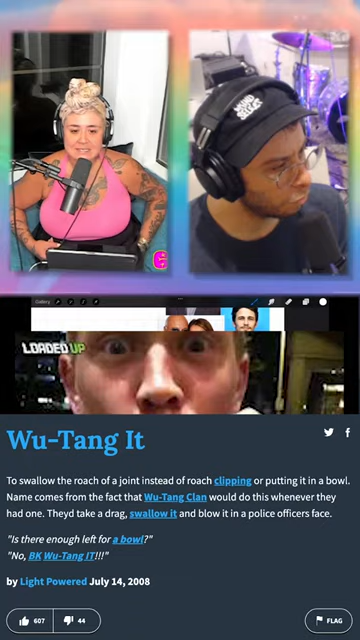 Gallery
LOADED UP
Wu-Tang It
To swallow the roach of a joint instead of roach clipping or putting it in a bowl.
Name comes from the fact that Wu-Tang Clan would do this whenever they
had one. Theyd take a drag, swallow it and blow it in a police officers face.
"Is there enough left for a bowl?"
"No, BK Wu-Tang IT!!!"
by Light Powered July 14, 2008
607
44
FLAG